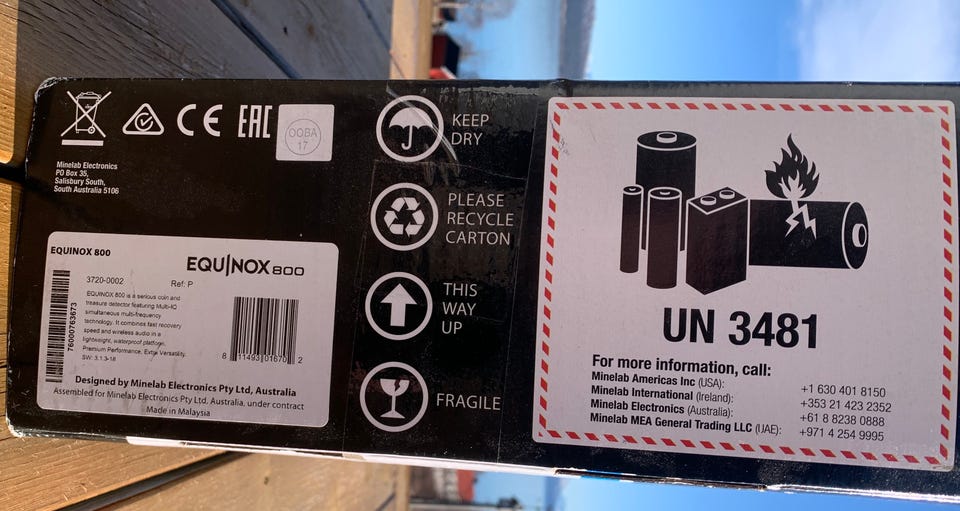 CE EAC
OOBA
17
Minelab Electronics
PO Box 35,
Salisbury South,
South Australia 5106
EQUINOX 800
76000763673
EQUINOX 800
3720-0002 Ref: P
EQUINOX 800 is a serious coin and
treasure detector featuring Multi-IQ
simultaneous multi-frequency
technology. It combines fast recovery
speed and wireless audio in a
lightweight, waterproof platform.
Premium Performance. Extra Versatility.
SW: 3.1.3-18
8 11493 01670 2
Designed by Minelab Electronics Pty Ltd, Australia
Assembled for Minelab Electronics Pty Ltd, Australia, under contract
Made in Malaysia
KEEP
DRY
PLEASE
RECYCLE
CARTON
THIS
WAY
UP
FRAGILE
UN 3481
For more information, call:
Minelab Americas Inc (USA): +1 630 401 8150
Minelab International (Ireland): +353 21 423 2352
Minelab Electronics (Australia): +61 8 8238 0888
Minelab MEA General Trading LLC (UAE): +971 4 254 9995